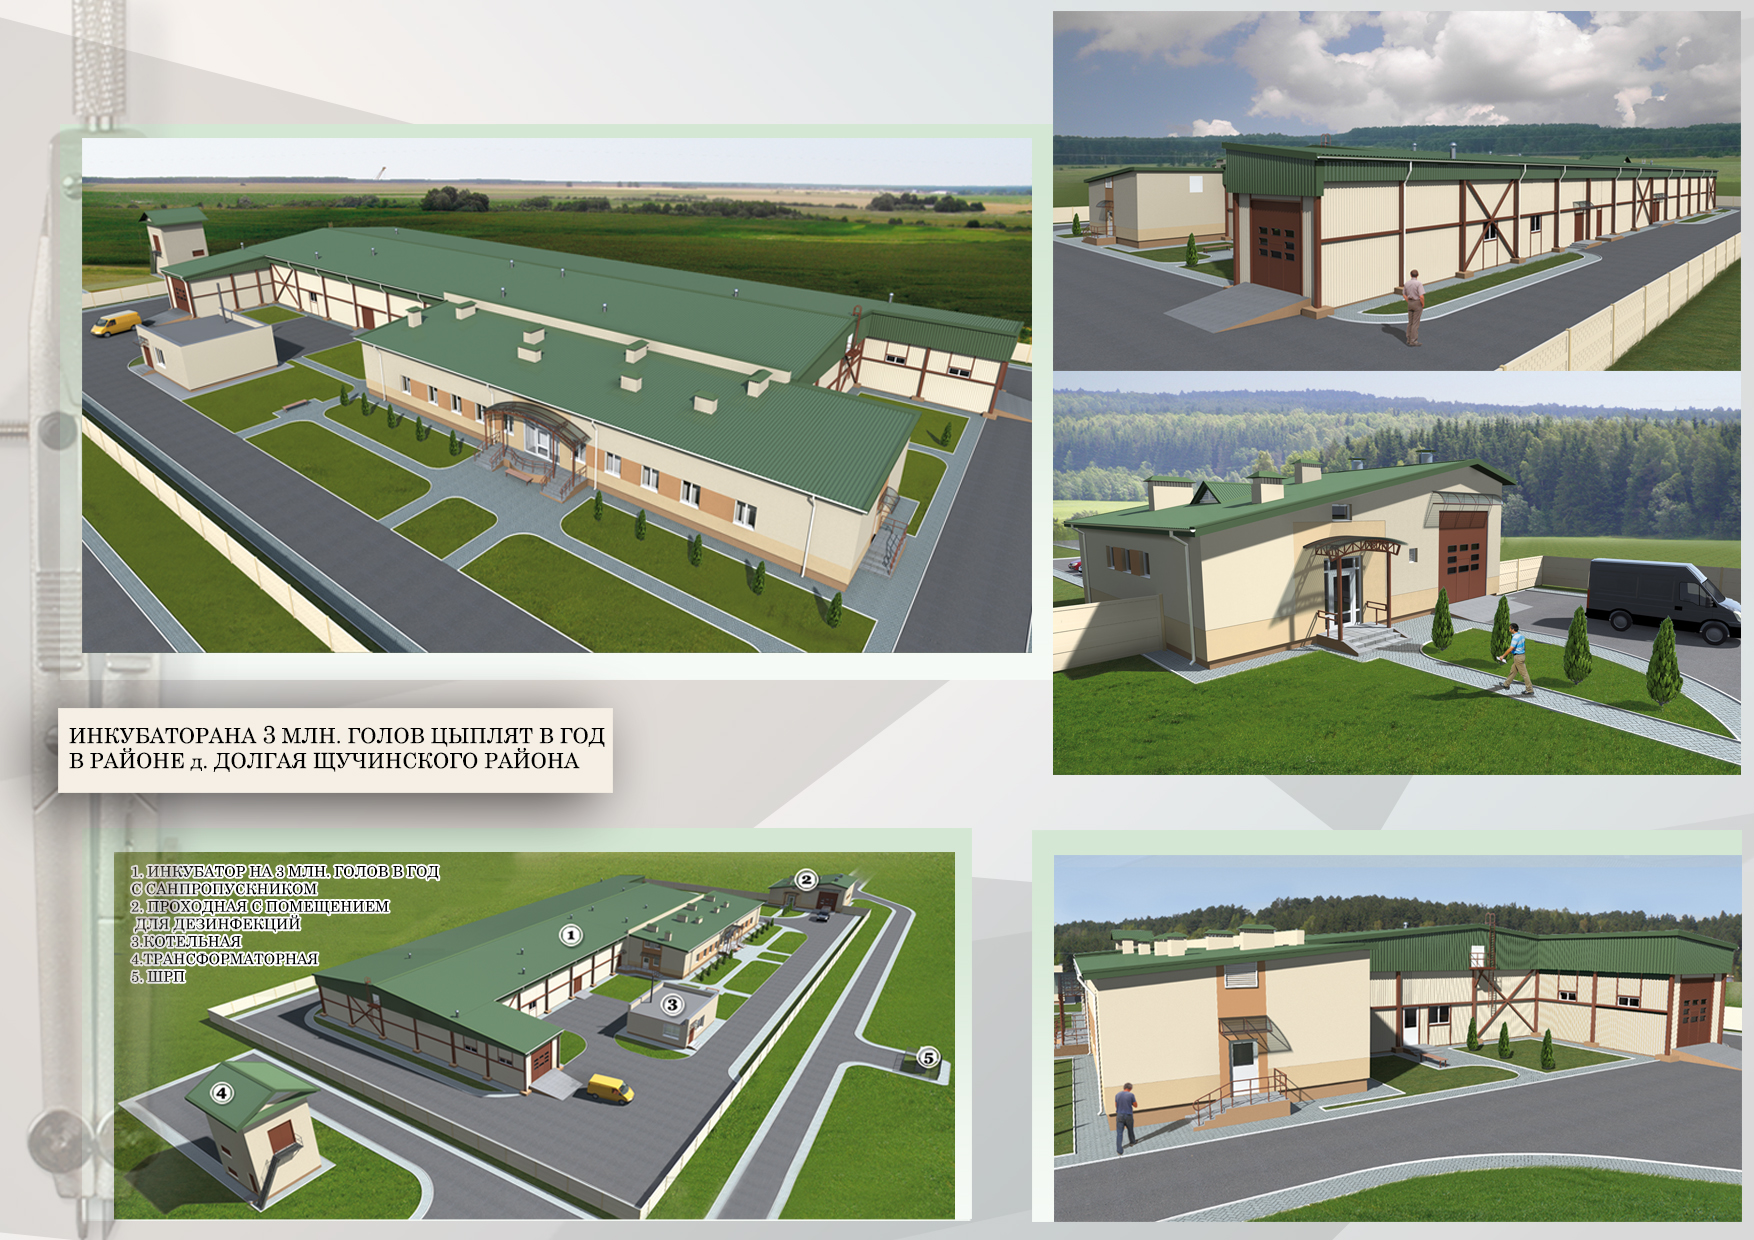 ИНКУБАТОРАНА 3 МЛН. ГОЛОВ ЦЫПЛЯТ В ГОД
В РАЙОНЕ д. ДОЛГАЯ ЩУЧИНСКОГО РАЙОНА
1. ИНКУБАТОР НА 3 МЛН. ГОЛОВ В ГОД
С САНПРОПУСКНИКОМ
2. ПРОХОДНАЯ С ПОМЕЩЕНИЕМ
ДЛЯ ДЕЗИНФЕКЦИЙ
3.КОТЕЛЬНАЯ
4.ТРАНСФОРМАТОРНАЯ
5. ШРП
2
1
3
5
4